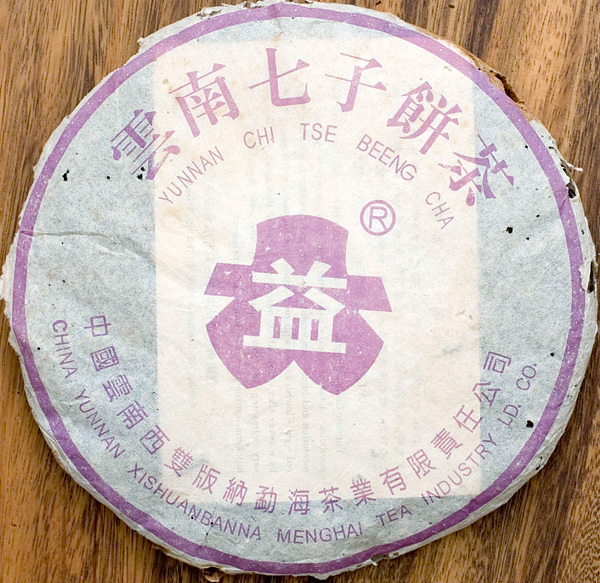 雲南七子餅茶
YUNNAN CHI TSE BEENG CHA
®
益
中國雲南西雙版納勐海茶業有限責任公司
CHINA YUNNAN XISHUANBANNA MENGHAI TEA INDUSTRY LD. CO.